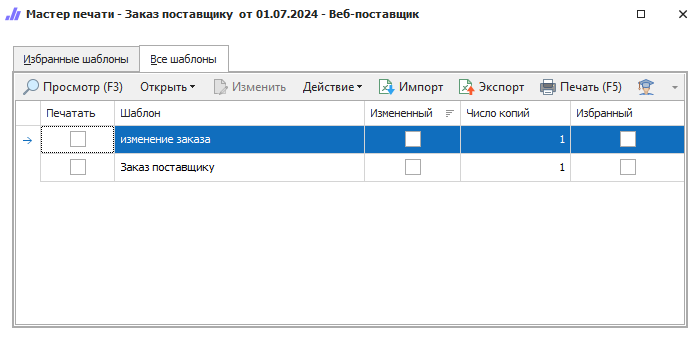 Мастер печати - Заказ поставщику  от 01.07.2024 - Веб-поставщик
Избранные шаблоны Все шаблоны
Просмотр (F3) Открыть Изменить Действие Импорт Экспорт Печать (F5)
Печатать Шаблон Измененный Число копий Избранный
изменение заказа 1
Заказ поставщику 1